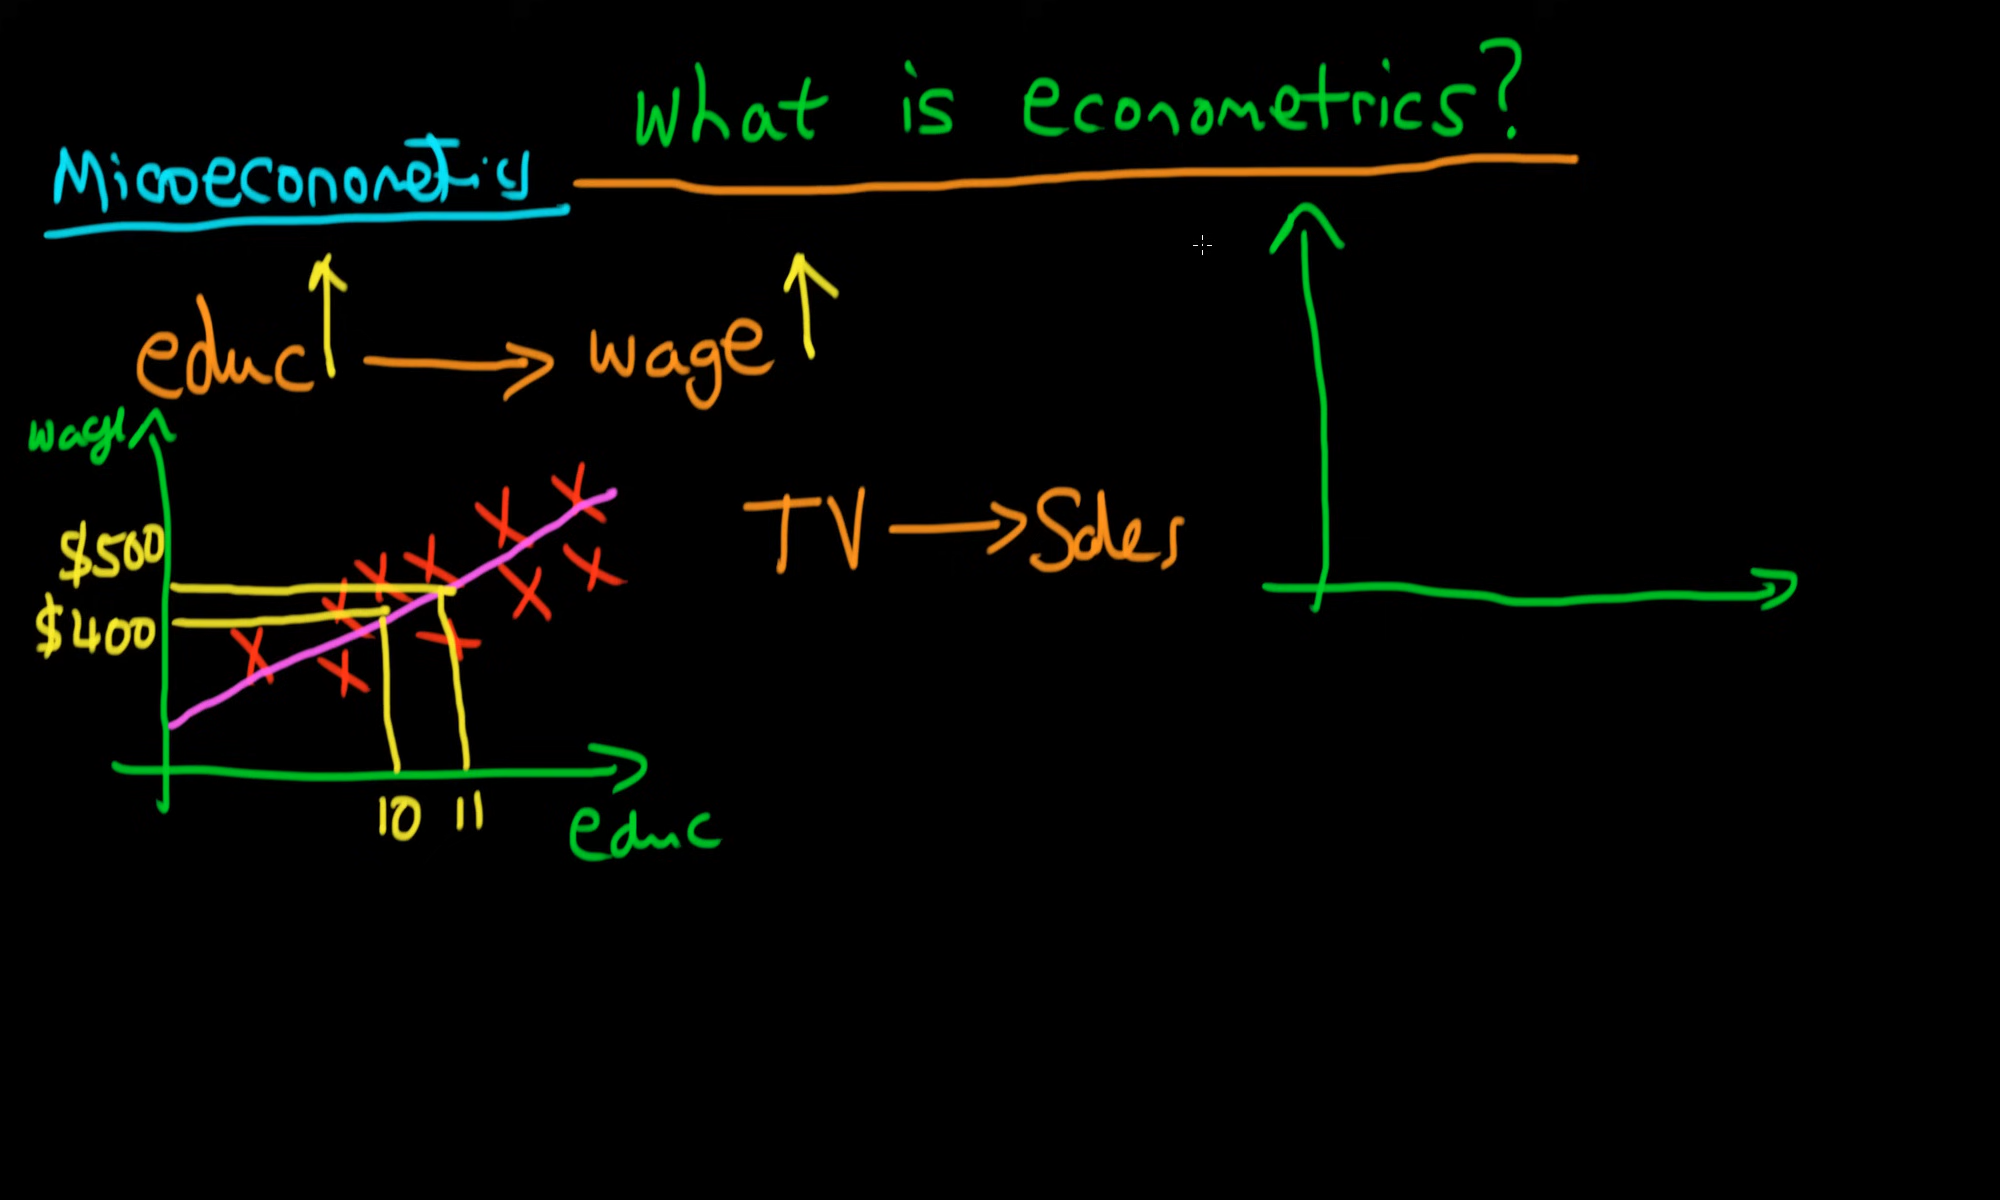 What is econometrics?
Microeconometrics
educ → wage
wage
$500
$400
10 11
educ
TV → Sales